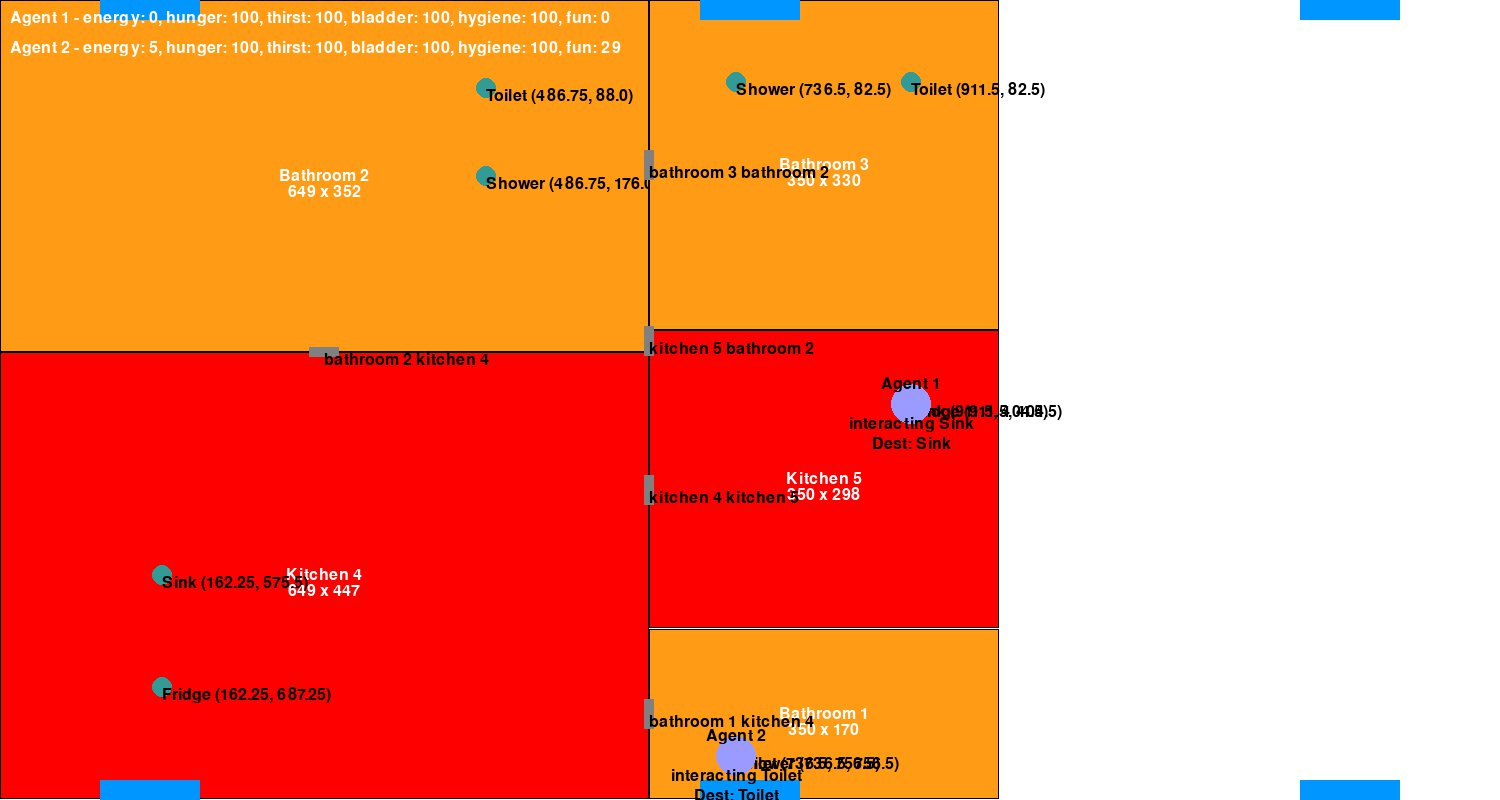 Agent 1 - energy: 0, hunger: 100, thirst: 100, bladder: 100, hygiene: 100, fun: 0
Agent 2 - energy: 5, hunger: 100, thirst: 100, bladder: 100, hygiene: 100, fun: 29
Toilet (486.75, 88.0)
Shower (736.5, 82.5)
Toilet (911.5, 82.5)
Bathroom 2
649 x 352
Shower (486.75, 176.
Bathroom 3
350 x 330
bathroom 3 bathroom 2
kitchen 5 bathroom 2
bathroom 2 kitchen 4
Agent 1
interacting Sink
Dest: Sink
Kitchen 5
350 x 298
kitchen 4 kitchen 5
Kitchen 4
649 x 447
Sink (162.25, 575.5)
Fridge (162.25, 687.25)
Bathroom 1
350 x 170
bathroom 1 kitchen 4
Agent 2
interacting Toilet
Dest: Toilet